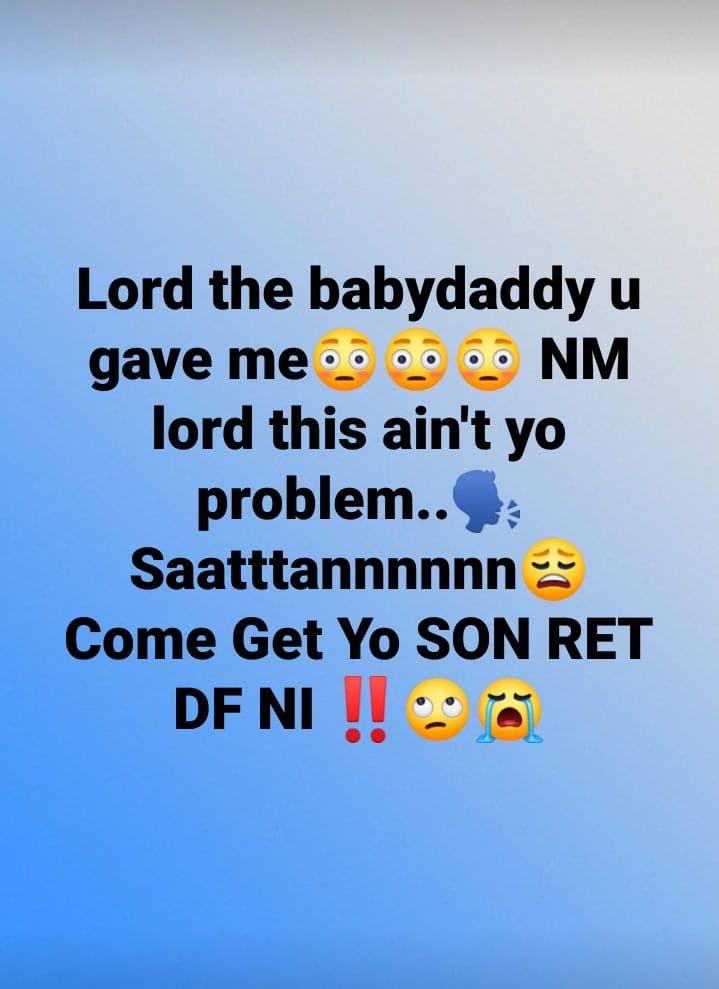 Lord the babydaddy u
gave me😳😳😳 NM
lord this ain't yo
problem..🗣️
Saatttannnnnn😩
Come Get Yo SON RET
DF NI ‼️🙄😭